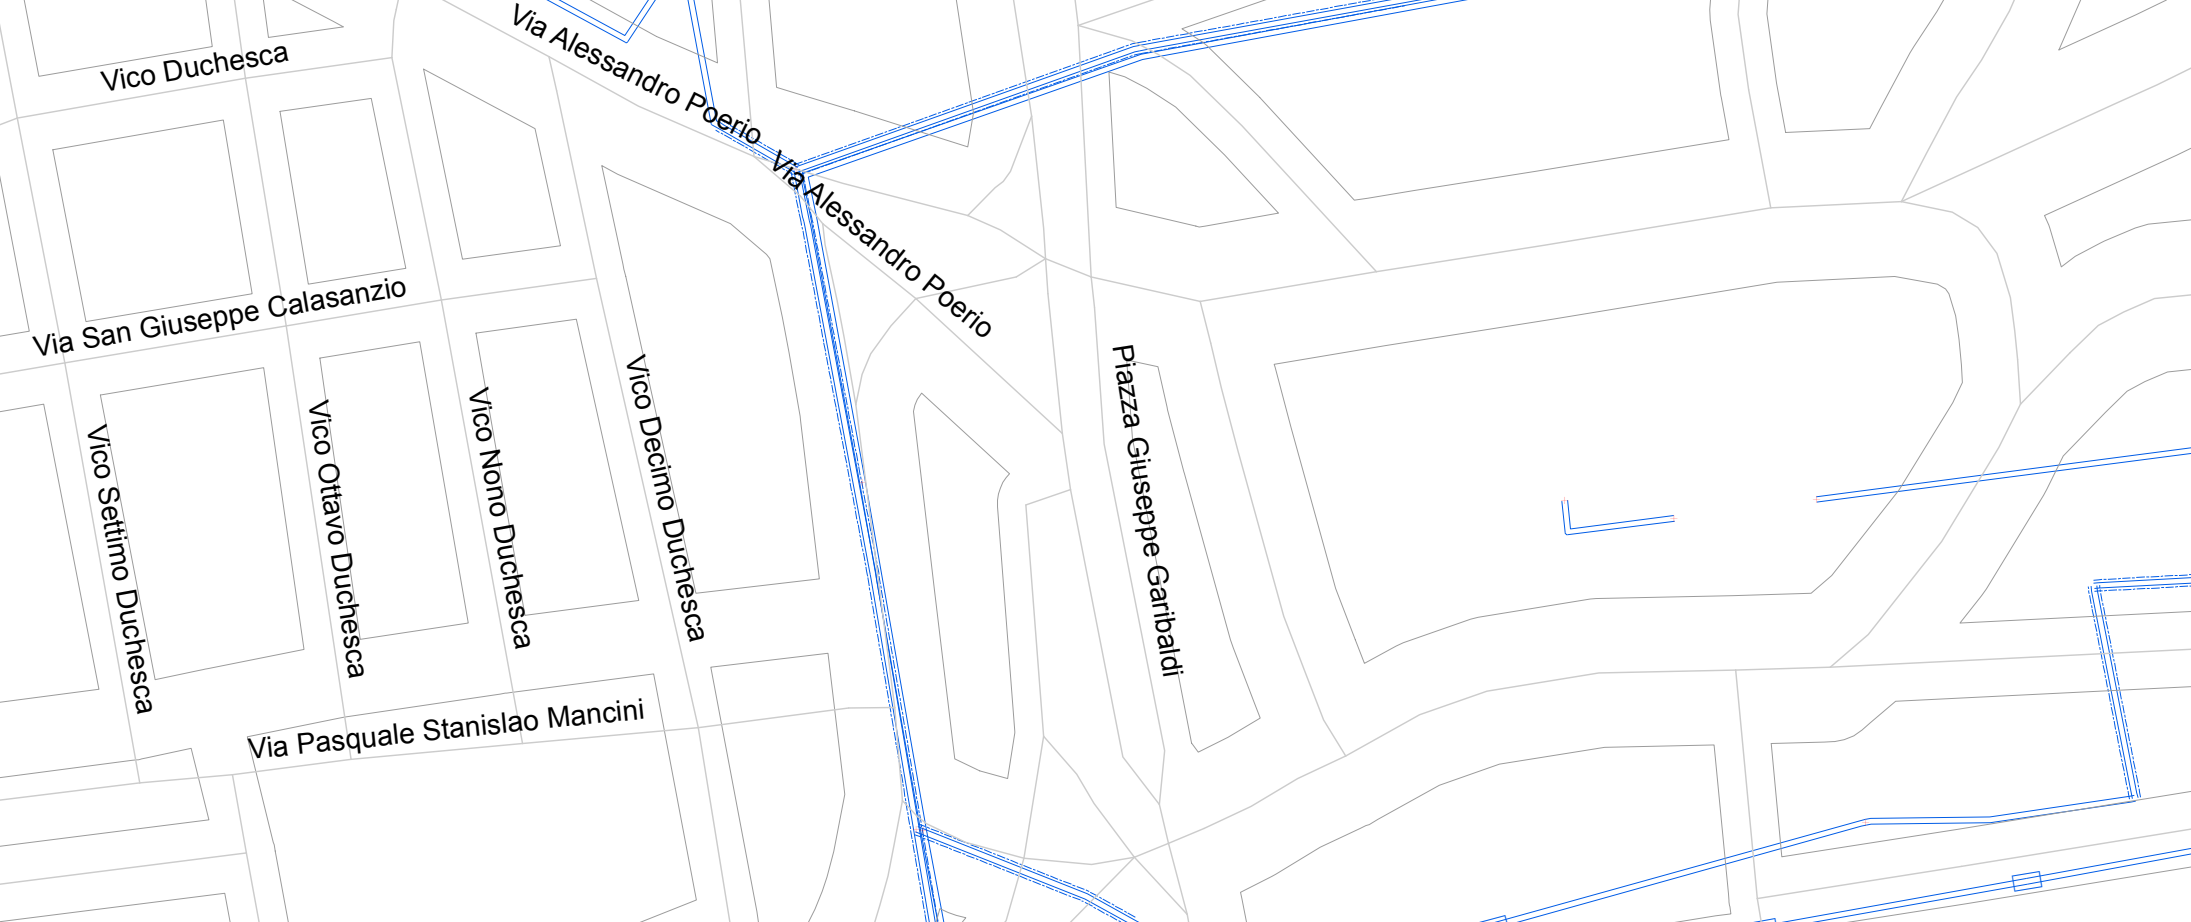 Vico Duchesca
Via Alessandro Poerio
Via Alessandro Poerio
Via San Giuseppe Calasanzio
Piazza Giuseppe Garibaldi
Vico Settimo Duchesca
Vico Ottavo Duchesca
Vico Nono Duchesca
Vico Decimo Duchesca
Via Pasquale Stanislao Mancini